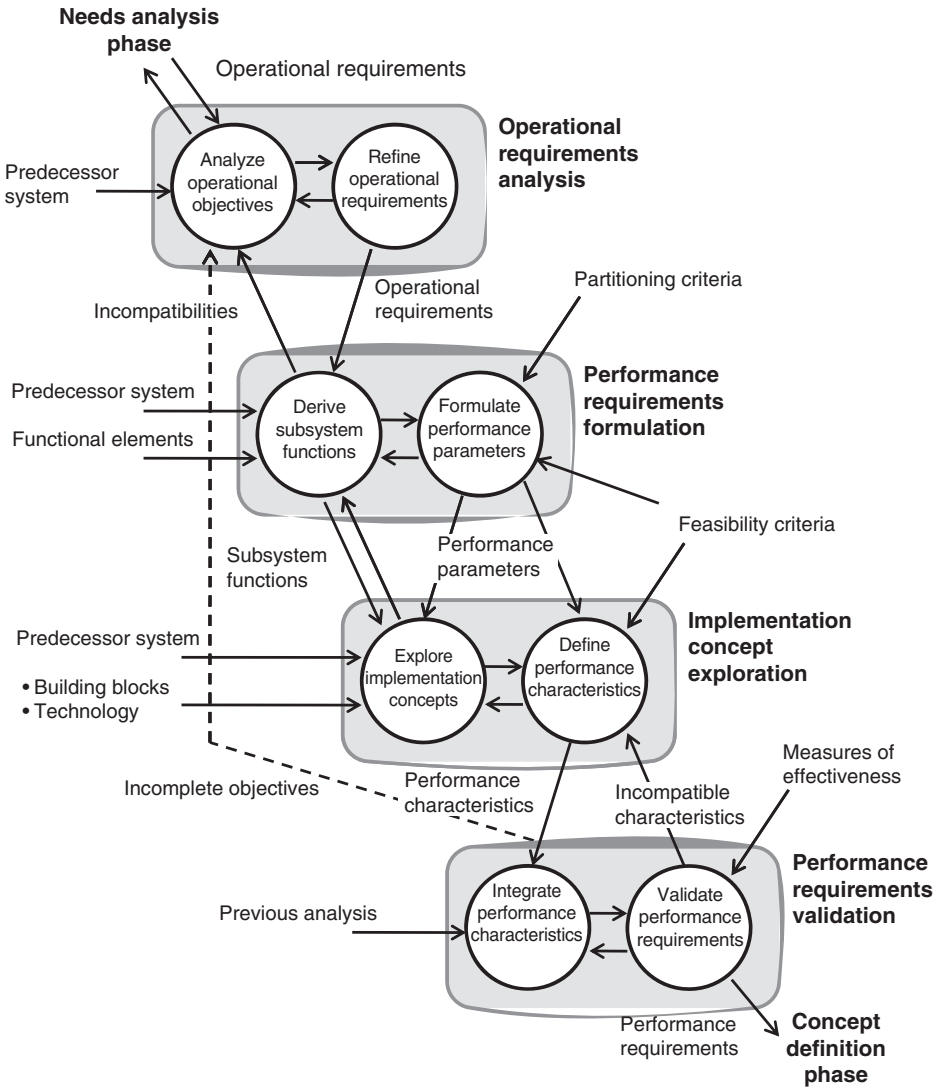 Needs analysis
phase
Operational requirements
Operational
requirements
analysis
Predecessor
system
Analyze
operational
objectives
Refine
operational
requirements
Incompatibilities
Operational
requirements
Partitioning criteria
Performance
requirements
formulation
Predecessor system
Functional elements
Derive
subsystem
functions
Formulate
performance
parameters
Feasibility criteria
Subsystem
functions
Performance
parameters
Implementation
concept
exploration
Predecessor system
• Building blocks
• Technology
Explore
implementation
concepts
Define
performance
characteristics
Incomplete objectives
Performance
characteristics
Incompatible
characteristics
Measures of
effectiveness
Performance
requirements
validation
Previous analysis
Integrate
performance
characteristics
Validate
performance
requirements
Performance
requirements
Concept
definition
phase